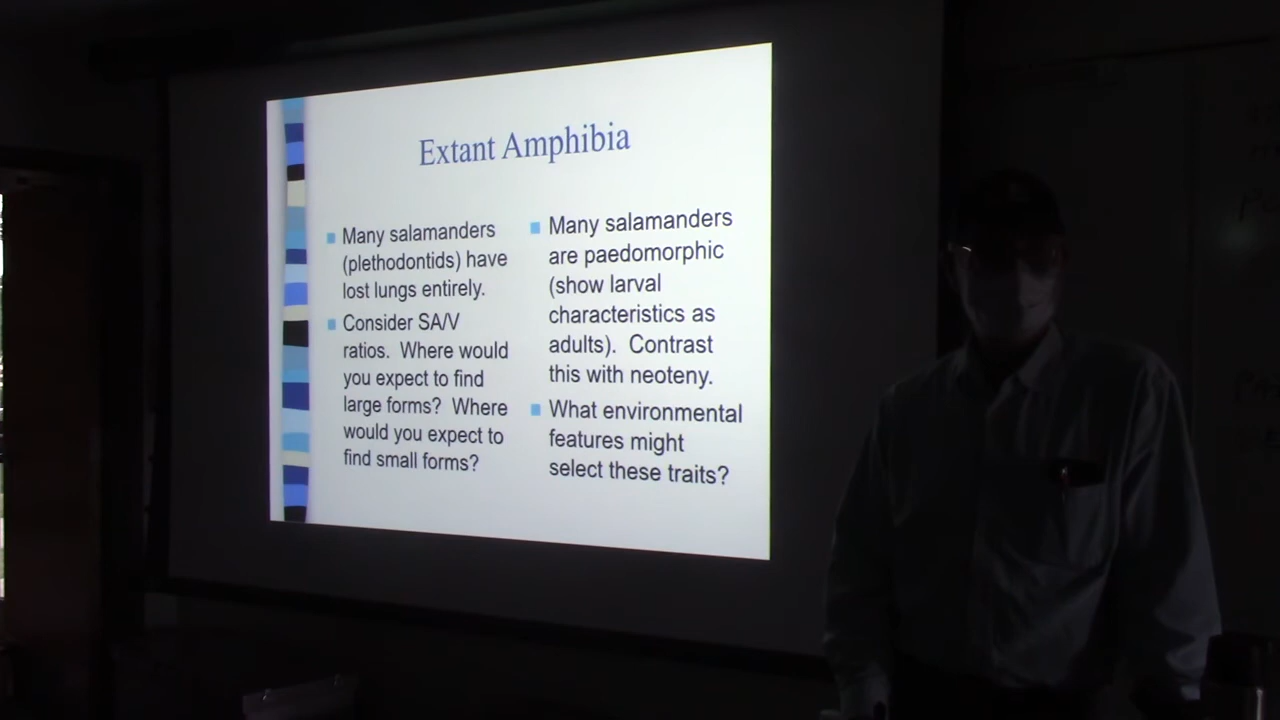 Extant Amphibia
Many salamanders
(plethodontids) have
lost lungs entirely.
Consider SA/V
ratios. Where would
you expect to find
large forms? Where
would you expect to
find small forms?
Many salamanders
are paedomorphic
(show larval
characteristics as
adults). Contrast
this with neoteny.
What environmental
features might
select these traits?